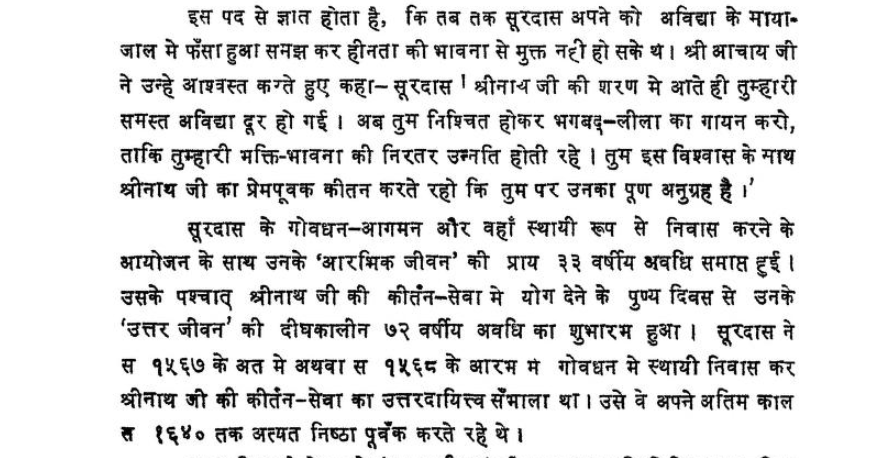 इस पद से ज्ञात होता है, कि तब तक सूरदास अपने को अविद्या के माया-
जाल मे फँसा हुआ समझ कर हीनता की भावना से मुक्त नही हो सके थ। श्री आचाय जी
ने उन्हे आश्वस्त करते हुए कहा– सूरदास ! श्रीनाथ जी की शरण मे आते ही तुम्हारी
समस्त अविद्या दूर हो गई । अब तुम निश्चित होकर भगबद्–लीला का गायन करो,
ताकि तुम्हारी भक्ति-भावना की निरतर उन्नति होती रहे । तुम इस विश्वास के माथ
श्रीनाथ जी का प्रेमपूवक कीतन करते रहो कि तुम पर उनका पूण अनुग्रह है ।'
सूरदास के गोवधन–आगमन और वहाँ स्थायी रूप से निवास करने के
आयोजन के साथ उनके 'आरभिक जीवन' की प्राय ३३ वर्षीय अवधि समाप्त हुई ।
उसके पश्चात् श्रीनाथ जी की कीर्तन–सेवा मे योग देने के पुण्य दिवस से उनके
'उत्तर जीवन' की दीघकालीन ७२ वर्षीय अवधि का शुभारभ हुआ । सूरदास ने
स १५६७ के अत मे अथवा स १५६८ के आरभ म गोवधन मे स्थायी निवास कर
श्रीनाथ जी की कीर्तन–सेवा का उत्तरदायित्त्व सँभाला था । उसे वे अपने अतिम काल
स १६४० तक अत्यत निष्ठा पूर्वक करते रहे थे ।